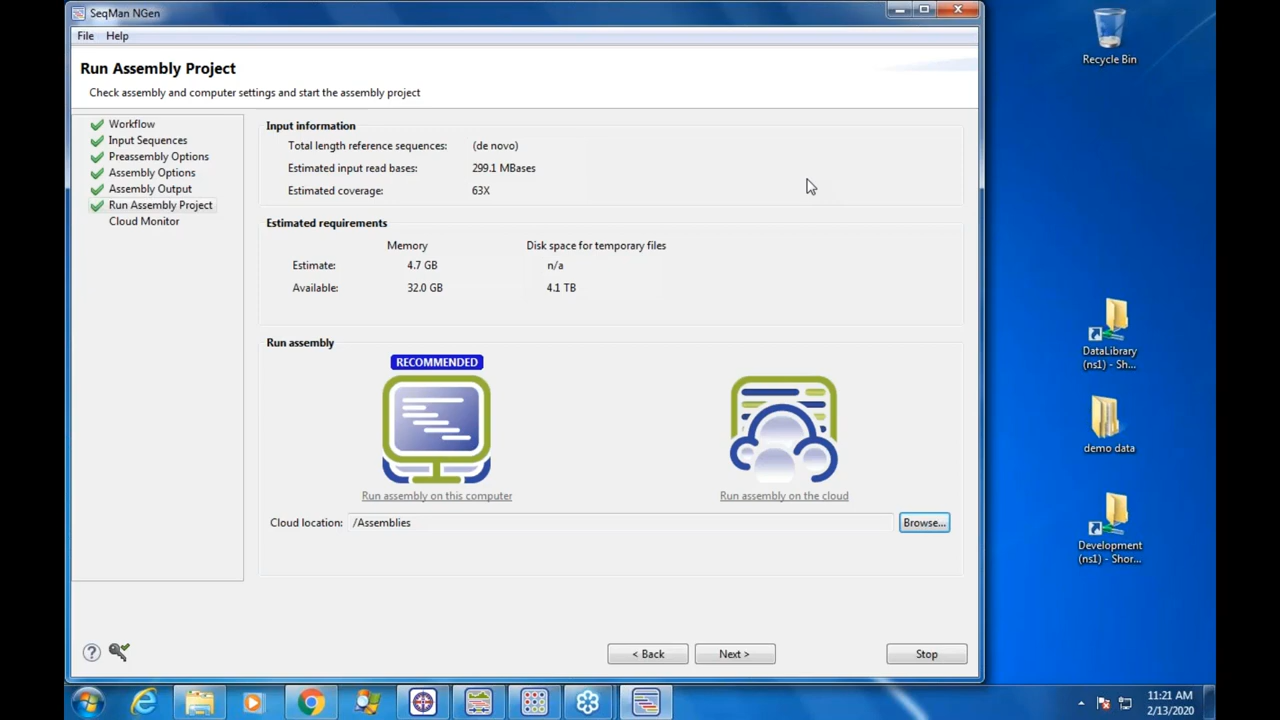 SeqMan NGen
File Help
Run Assembly Project
Check assembly and computer settings and start the assembly project
Workflow
Input Sequences
Preassembly Options
Assembly Options
Assembly Output
Run Assembly Project
Cloud Monitor
Input information
Total length reference sequences: (de novo)
Estimated input read bases: 299.1 MBases
Estimated coverage: 63X
Estimated requirements
Memory Disk space for temporary files
Estimate: 4.7 GB n/a
Available: 32.0 GB 4.1 TB
Run assembly
RECOMMENDED
Run assembly on this computer Run assembly on the cloud
Cloud location: /Assemblies Browse...
< Back Next > Stop
Recycle Bin
DataLibrary
(ns1) - Sh...
demo data
Development
(ns1) - Shor...
11:21 AM
2/13/2020